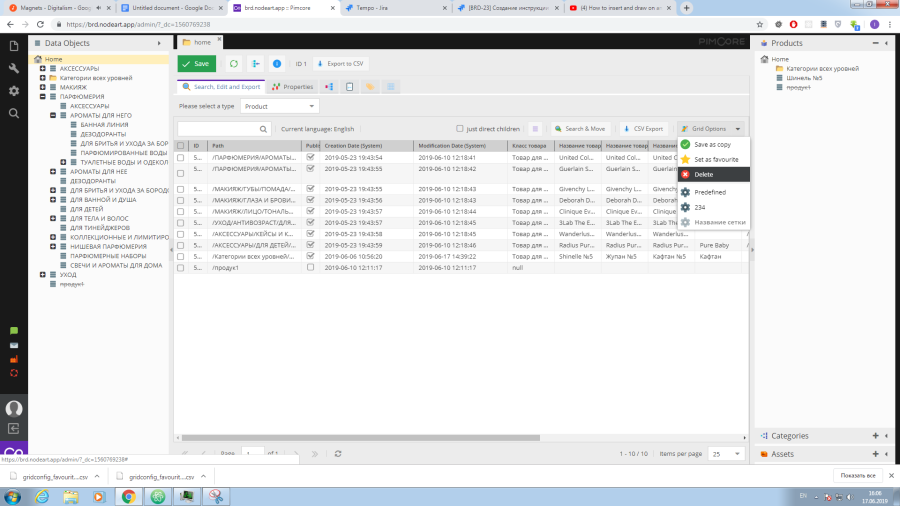 Magnets - Digitalism - Goo
Untitled document - Google Doc
brd.nodeart.app :: Pimcore
Tempo - Jira
[BRD-23] Создание инструкции
(4) How to insert and draw on a
https://brd.nodeart.app/admin/?_dc=1560769238
Data Objects
Home
АКСЕССУАРЫ
Категории всех уровней
МАКИЯЖ
ПАРФЮМЕРИЯ
АКСЕССУАРЫ
АРОМАТЫ ДЛЯ НЕГО
БАННАЯ ЛИНИЯ
ДЕЗОДОРАНТЫ
ДЛЯ БРИТЬЯ И УХОДА ЗА БОР
ПАРФЮМИРОВАННЫЕ ВОДЫ
ТУАЛЕТНЫЕ ВОДЫ И ОДЕКОЛ
АРОМАТЫ ДЛЯ НЕЕ
ДЕЗОДОРАНТЫ
ДЛЯ БРИТЬЯ И УХОДА ЗА БОРОДО
ДЛЯ ВАННОЙ И ДУША
ДЛЯ ДЕТЕЙ
ДЛЯ ТЕЛА И ВОЛОС
ДЛЯ ТИНЕЙДЖЕРОВ
КОЛЛЕКЦИОННЫЕ И ЛИМИТИРО
НИШЕВАЯ ПАРФЮМЕРИЯ
ПАРФЮМЕРНЫЕ НАБОРЫ
СВЕЧИ И АРОМАТЫ ДЛЯ ДОМА
УХОД
продукт
home
PIMCORE
Save
ID 1
Export to CSV
Search, Edit and Export
Properties
Please select a type
Product
Current language: English
just direct children
Search & Move
CSV Export
Grid Options
ID Path Publi Creation Date (System) Modification Date (System) Класс товара Название товар Название товар Названи
5... /ПАРФЮМЕРИЯ/АРОМАТЫ... 2019-05-23 19:43:54 2019-06-10 12:18:41 Товар для ... United Col... United Col... United
5... /ПАРФЮМЕРИЯ/АРОМАТЫ... 2019-05-23 19:43:55 2019-06-10 12:18:42 Товар для ... Guerlain S... Guerlain S... Guerlai
5... /МАКИЯЖ/ГУБЫ/ПОМАДА/... 2019-05-23 19:43:55 2019-06-10 12:18:43 Товар для ... Givenchy L... Givenchy L... Givench
5... /МАКИЯЖ/ГЛАЗА И БРОВИ... 2019-05-23 19:43:56 2019-06-10 12:18:44 Товар для ... Deborah D... Deborah D... Debora
5... /МАКИЯЖ/ЛИЦО/ТОНАЛЬ... 2019-05-23 19:43:57 2019-06-10 12:18:44 Товар для ... Clinique Ev... Clinique Ev... Cliniqu
5... /УХОД/АНТИВОЗРАСТ/ДЛЯ... 2019-05-23 19:43:57 2019-06-10 12:18:45 Товар для ... 3Lab The E... 3Lab The E... 3Lab Th
5... /АКСЕССУАРЫ/КЕЙСЫ И К... 2019-05-23 19:43:58 2019-06-10 12:18:45 Товар для ... Wanderlus... Wanderlus... Wander
5... /АКСЕССУАРЫ/ДЛЯ ДЕТЕЙ/... 2019-05-23 19:43:59 2019-06-10 12:18:46 Товар для ... Radius Pur... Radius Pur... Radius Pur... Pure Baby
5... /Категории всех уровней/... 2019-06-06 10:56:20 2019-06-17 14:39:22 Товар для ... Shinelle №5 Жупан №5 Кафтан №5 Кафтан
5... /продукт 2019-06-10 12:11:17 2019-06-10 12:11:17 null
Save as copy
Set as favourite
Delete
Predefined
234
Название сетки
Page 1 of 1
1 - 10 / 10
Items per page
25
Products
Home
Категории всех уровней
Шинель №5
продукт
Categories
Assets
https://brd.nodeart.app/admin/?_dc=1560769238#
gridconfig_favourit....csv
gridconfig_favourit....csv
Показать все
EN
16:06
17.06.2019